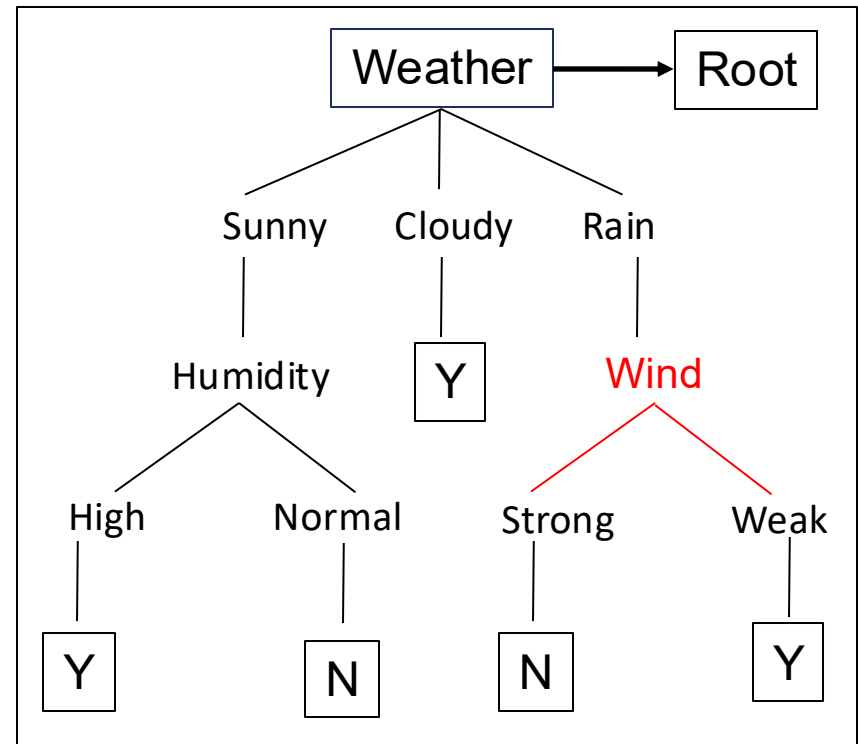 Weather Root
Sunny Cloudy Rain
Humidity Y Wind
High Normal Strong Weak
Y N N Y